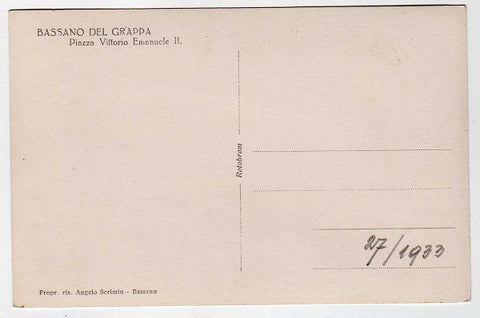 BASSANO DEL GRAPPA
Piazza Vittorio Emanuele II.
Rotobrom
27/1933
Propr. ris. Angelo Scrimin - Bassano